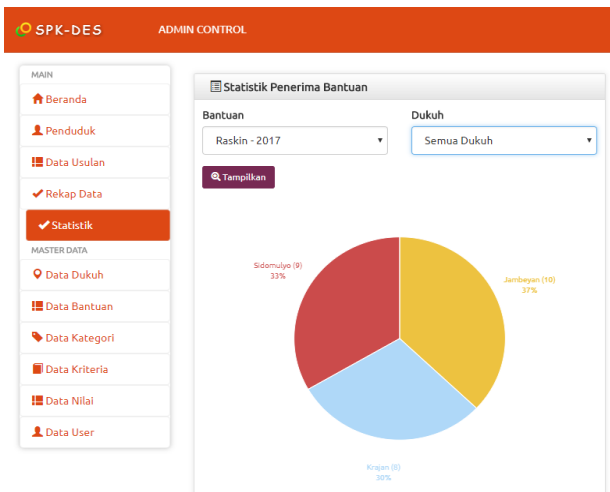 SPK-DES
ADMIN CONTROL
MAIN
Beranda
Penduduk
Data Usulan
Rekap Data
Statistik
MASTER DATA
Data Dukuh
Data Bantuan
Data Kategori
Data Kriteria
Data Nilai
Data User
Statistik Penerima Bantuan
Bantuan
Dukuh
Raskin - 2017
Semua Dukuh
Tampilkan
Sidomulyo (9)
33%
Jambeyan (10)
37%
Krajan (8)
30%